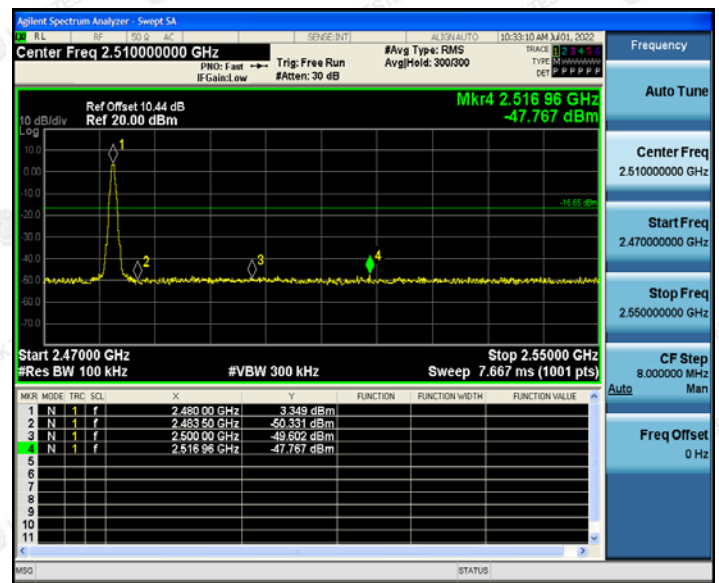 Agilent Spectrum Analyzer - Swept SA
RL RF 50 Ω AC SENSE:INT ALIGN AUTO 10:33:10 AM Jul 01, 2022
Center Freq 2.510000000 GHz
PNO: Fast
IFGain:Low
Trig: Free Run
#Atten: 30 dB
#Avg Type: RMS
Avg|Hold: 300/300
TRACE 1 2 3 4 5 6
TYPE M
DET P P P P P P
Mkr4 2.516 96 GHz
-47.767 dBm
Ref Offset 10.44 dB
10 dB/div Ref 20.00 dBm
Log
10.0
0.00
-10.0
-20.0
-30.0
-40.0
-50.0
-60.0
-70.0
1
2
3
4
-16.65 dBm
Start 2.47000 GHz Stop 2.55000 GHz
#Res BW 100 kHz #VBW 300 kHz Sweep 7.667 ms (1001 pts)
MKR MODE TRC SCL X Y FUNCTION FUNCTION WIDTH FUNCTION VALUE
1 N 1 f 2.480 00 GHz 3.349 dBm
2 N 1 f 2.483 50 GHz -50.331 dBm
3 N 1 f 2.500 00 GHz -49.602 dBm
4 N 1 f 2.516 96 GHz -47.767 dBm
5
6
7
8
9
10
11
MSG STATUS
Frequency
Auto Tune
Center Freq
2.510000000 GHz
Start Freq
2.470000000 GHz
Stop Freq
2.550000000 GHz
CF Step
8.000000 MHz
Auto Man
Freq Offset
0 Hz